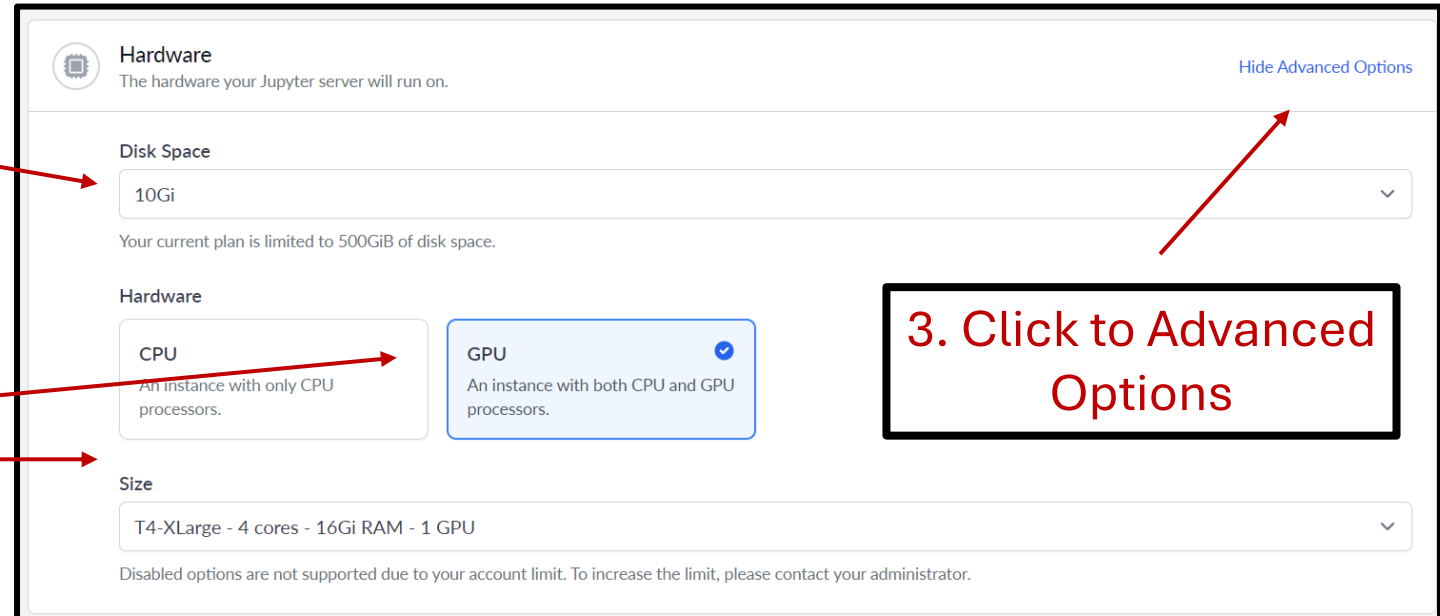 Hardware
The hardware your Jupyter server will run on.
Hide Advanced Options
Disk Space
10Gi
Your current plan is limited to 500GiB of disk space.
Hardware
CPU
An instance with only CPU
processors.
GPU
An instance with both CPU and GPU
processors.
3. Click to Advanced
Options
Size
T4-XLarge - 4 cores - 16Gi RAM - 1 GPU
Disabled options are not supported due to your account limit. To increase the limit, please contact your administrator.